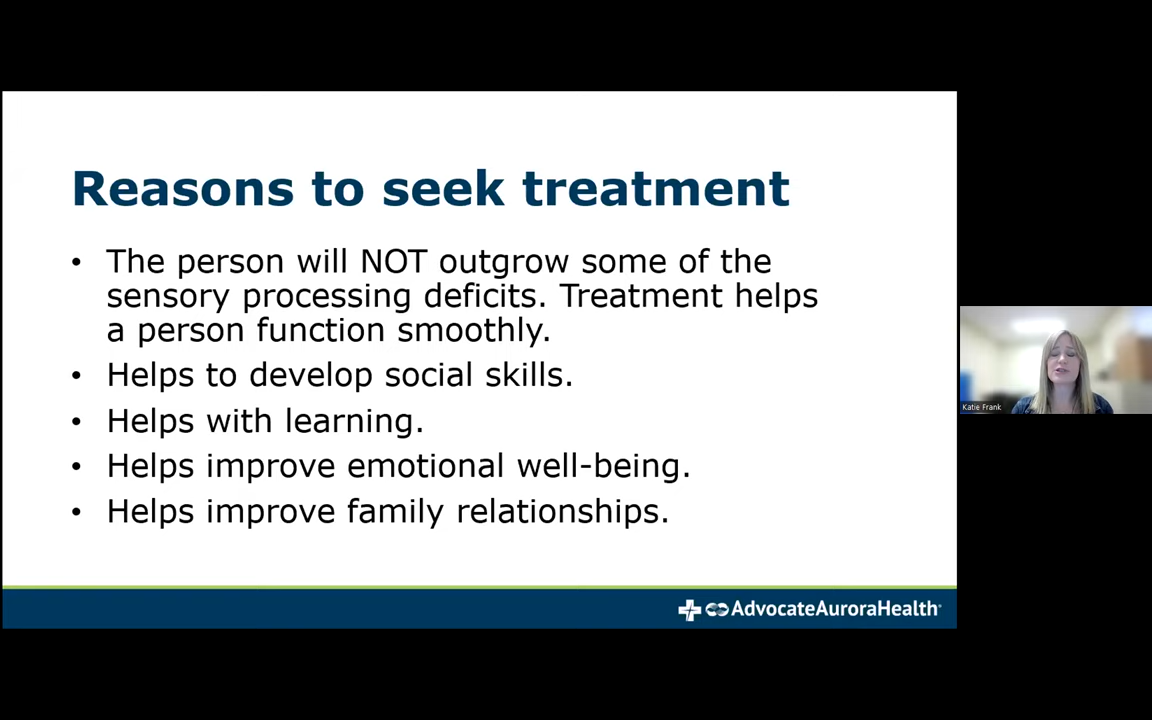 Reasons to seek treatment
• The person will NOT outgrow some of the
sensory processing deficits. Treatment helps
a person function smoothly.
• Helps to develop social skills.
• Helps with learning.
• Helps improve emotional well-being.
• Helps improve family relationships.
AdvocateAuroraHealth®
Katie Frank